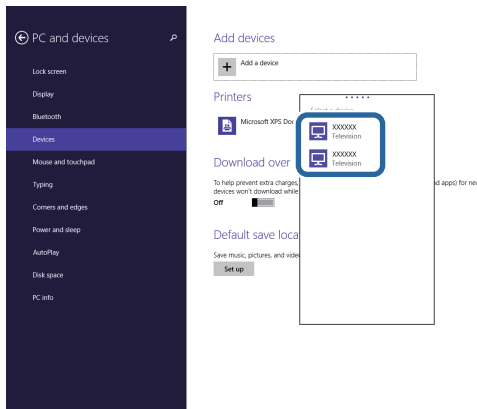 PC and devices
Lock screen
Display
Bluetooth
Devices
Mouse and touchpad
Typing
Corners and edges
Power and sleep
AutoPlay
Disk space
PC info
Add devices
Add a device
Printers
Microsoft XPS Doc
Download over
To help prevent extra charges,
nd apps) for ne
devices won't download while
Off
Default save loca
Save music, pictures, and vide
Set up
Select a device
XXXXXX
Television
XXXXXX
Television